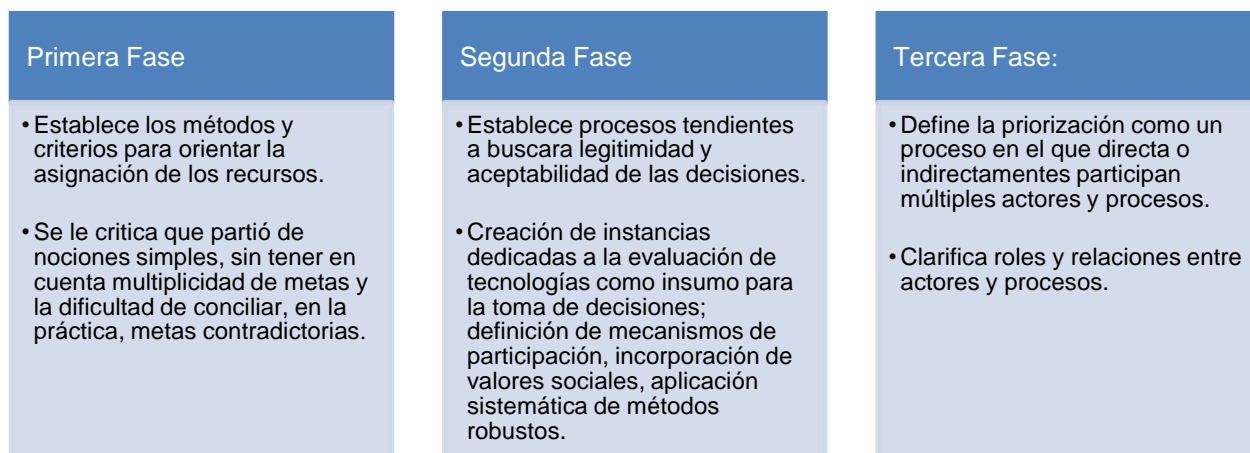 Primera Fase
• Establece los métodos y
criterios para orientar la
asignación de los recursos.
• Se le critica que partió de
nociones simples, sin tener en
cuenta multiplicidad de metas y
la dificultad de conciliar, en la
práctica, metas contradictorias.
Segunda Fase
• Establece procesos tendientes
a buscara legitimidad y
aceptabilidad de las decisiones.
• Creación de instancias
dedicadas a la evaluación de
tecnologías como insumo para
la toma de decisiones;
definición de mecanismos de
participación, incorporación de
valores sociales, aplicación
sistemática de métodos
robustos.
Tercera Fase:
• Define la priorización como un
proceso en el que directa o
indirectamentes participan
múltiples actores y procesos.
• Clarifica roles y relaciones entre
actores y procesos.